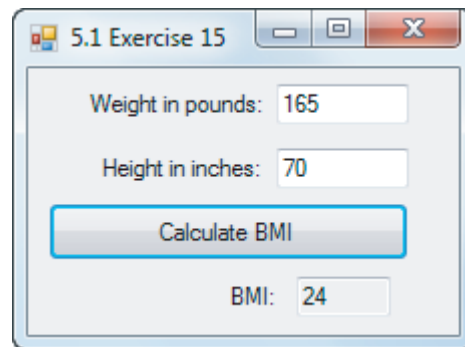 5.1 Exercise 15
Weight in pounds: 165
Height in inches: 70
Calculate BMI
BMI: 24